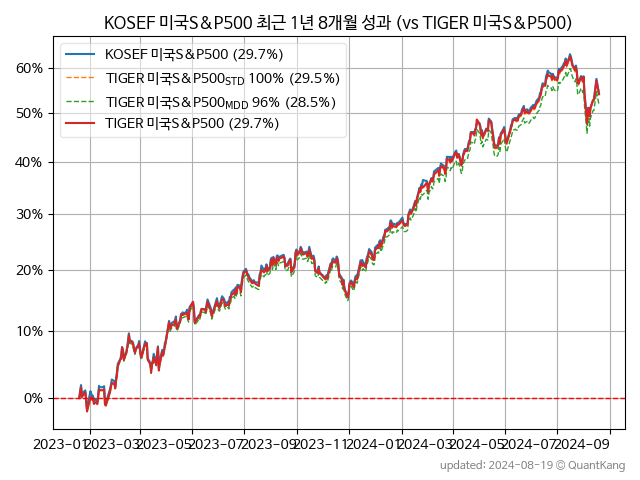 KOSEF 미국S&P500 최근 1년 8개월 성과 (vs TIGER 미국S&P500)
KOSEF 미국S&P500 (29.7%)
TIGER 미국S&P500STD 100% (29.5%)
TIGER 미국S&P500MDD 96% (28.5%)
TIGER 미국S&P500 (29.7%)
60%
50%
40%
30%
20%
10%
0%
2023-01 2023-03 2023-05 2023-07 2023-09 2023-11 2024-01 2024-03 2024-05 2024-07 2024-09
updated: 2024-08-19 © QuantKang